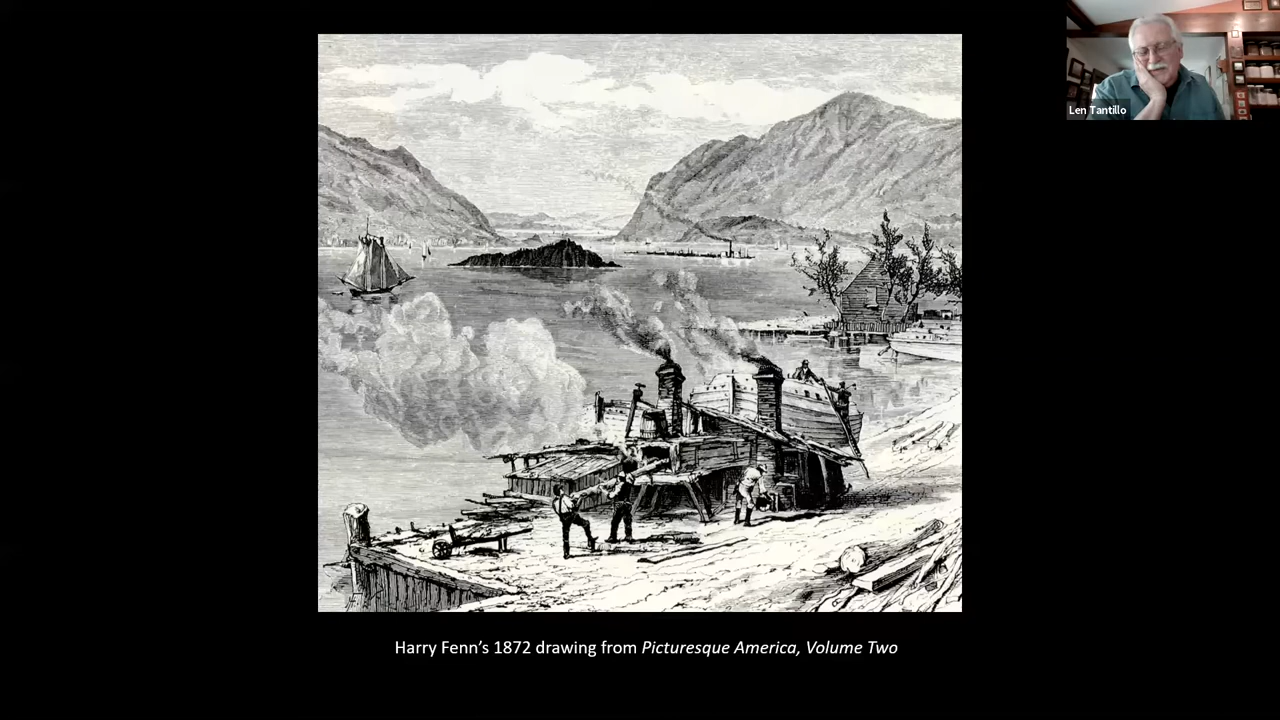 Len Tantillo
Harry Fenn’s 1872 drawing from Picturesque America, Volume Two